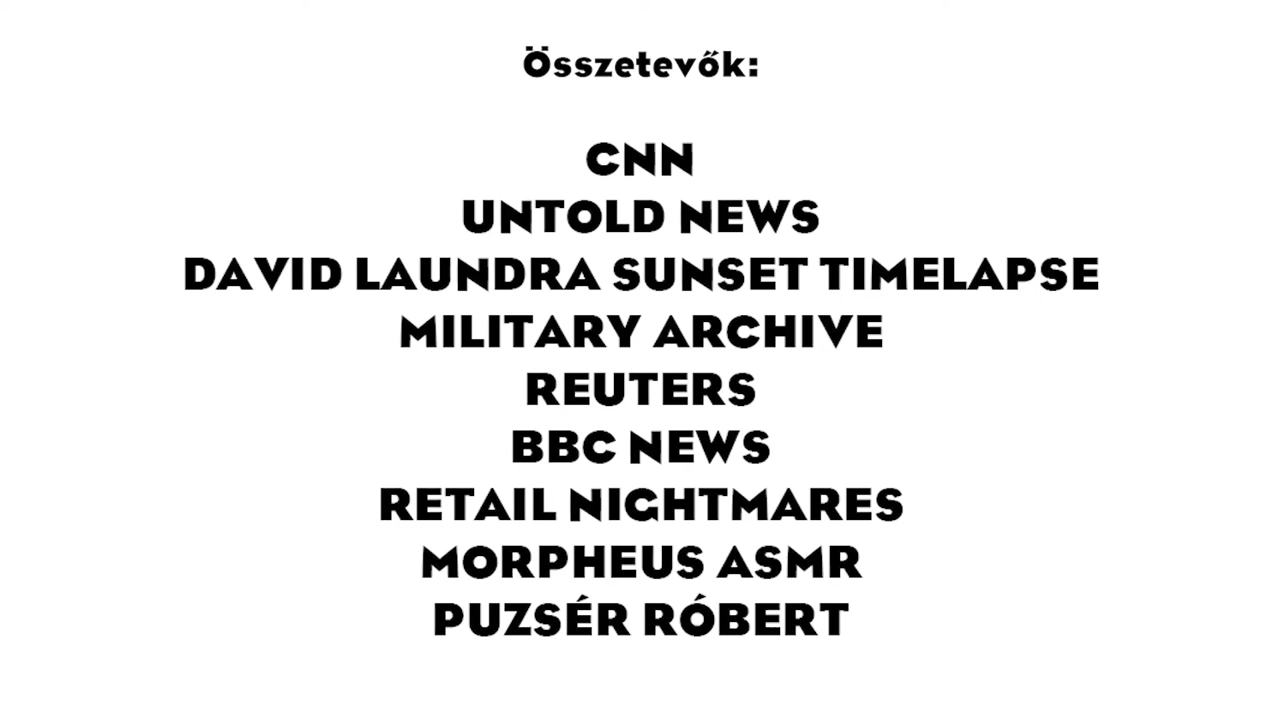 Összetevők:
CNN
UNTOLD NEWS
DAVID LAUNDRA SUNSET TIMELAPSE
MILITARY ARCHIVE
REUTERS
BBC NEWS
RETAIL NIGHTMARES
MORPHEUS ASMR
PUZSÉR RÓBERT